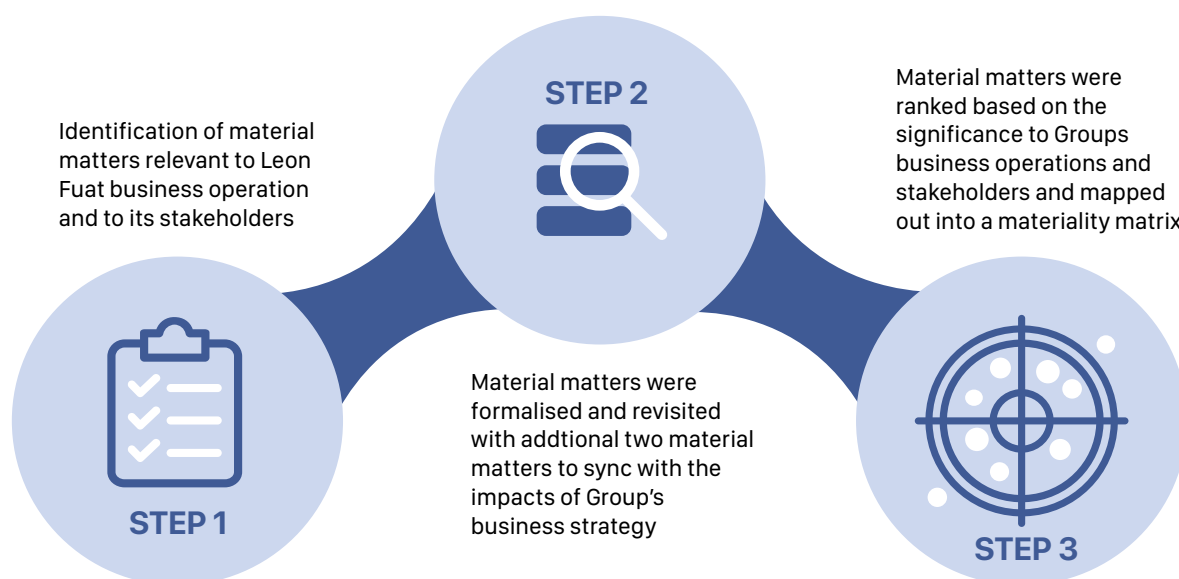 Identification of material
matters relevant to Leon
Fuat business operation
and to its stakeholders
STEP 1
STEP 2
Material matters were
formalised and revisited
with addtional two material
matters to sync with the
impacts of Group's
business strategy
Material matters were
ranked based on the
significance to Groups
business operations and
stakeholders and mapped
out into a materiality matrix
STEP 3